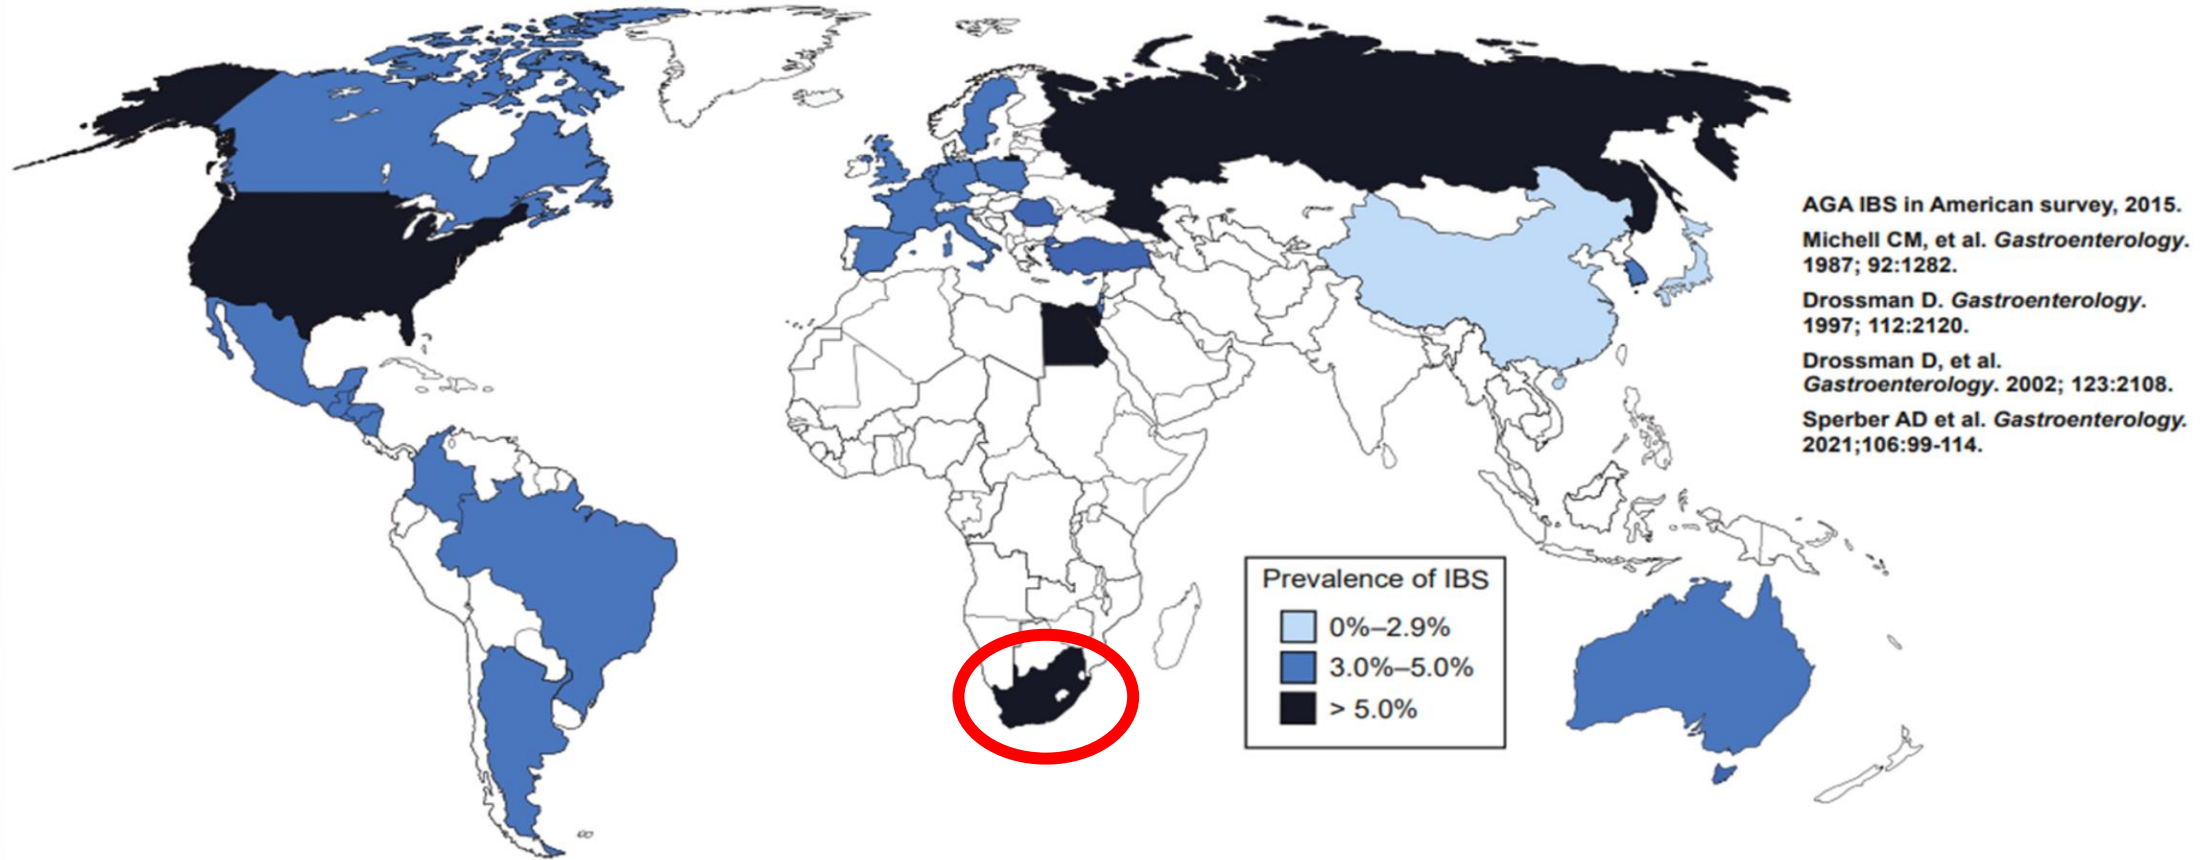 AGA IBS in American survey, 2015.
Michell CM, et al. Gastroenterology.
1987; 92:1282.
Drossman D. Gastroenterology.
1997; 112:2120.
Drossman D, et al.
Gastroenterology. 2002; 123:2108.
Sperber AD et al. Gastroenterology.
2021;106:99-114.
Prevalence of IBS
0%–2.9%
3.0%–5.0%
> 5.0%